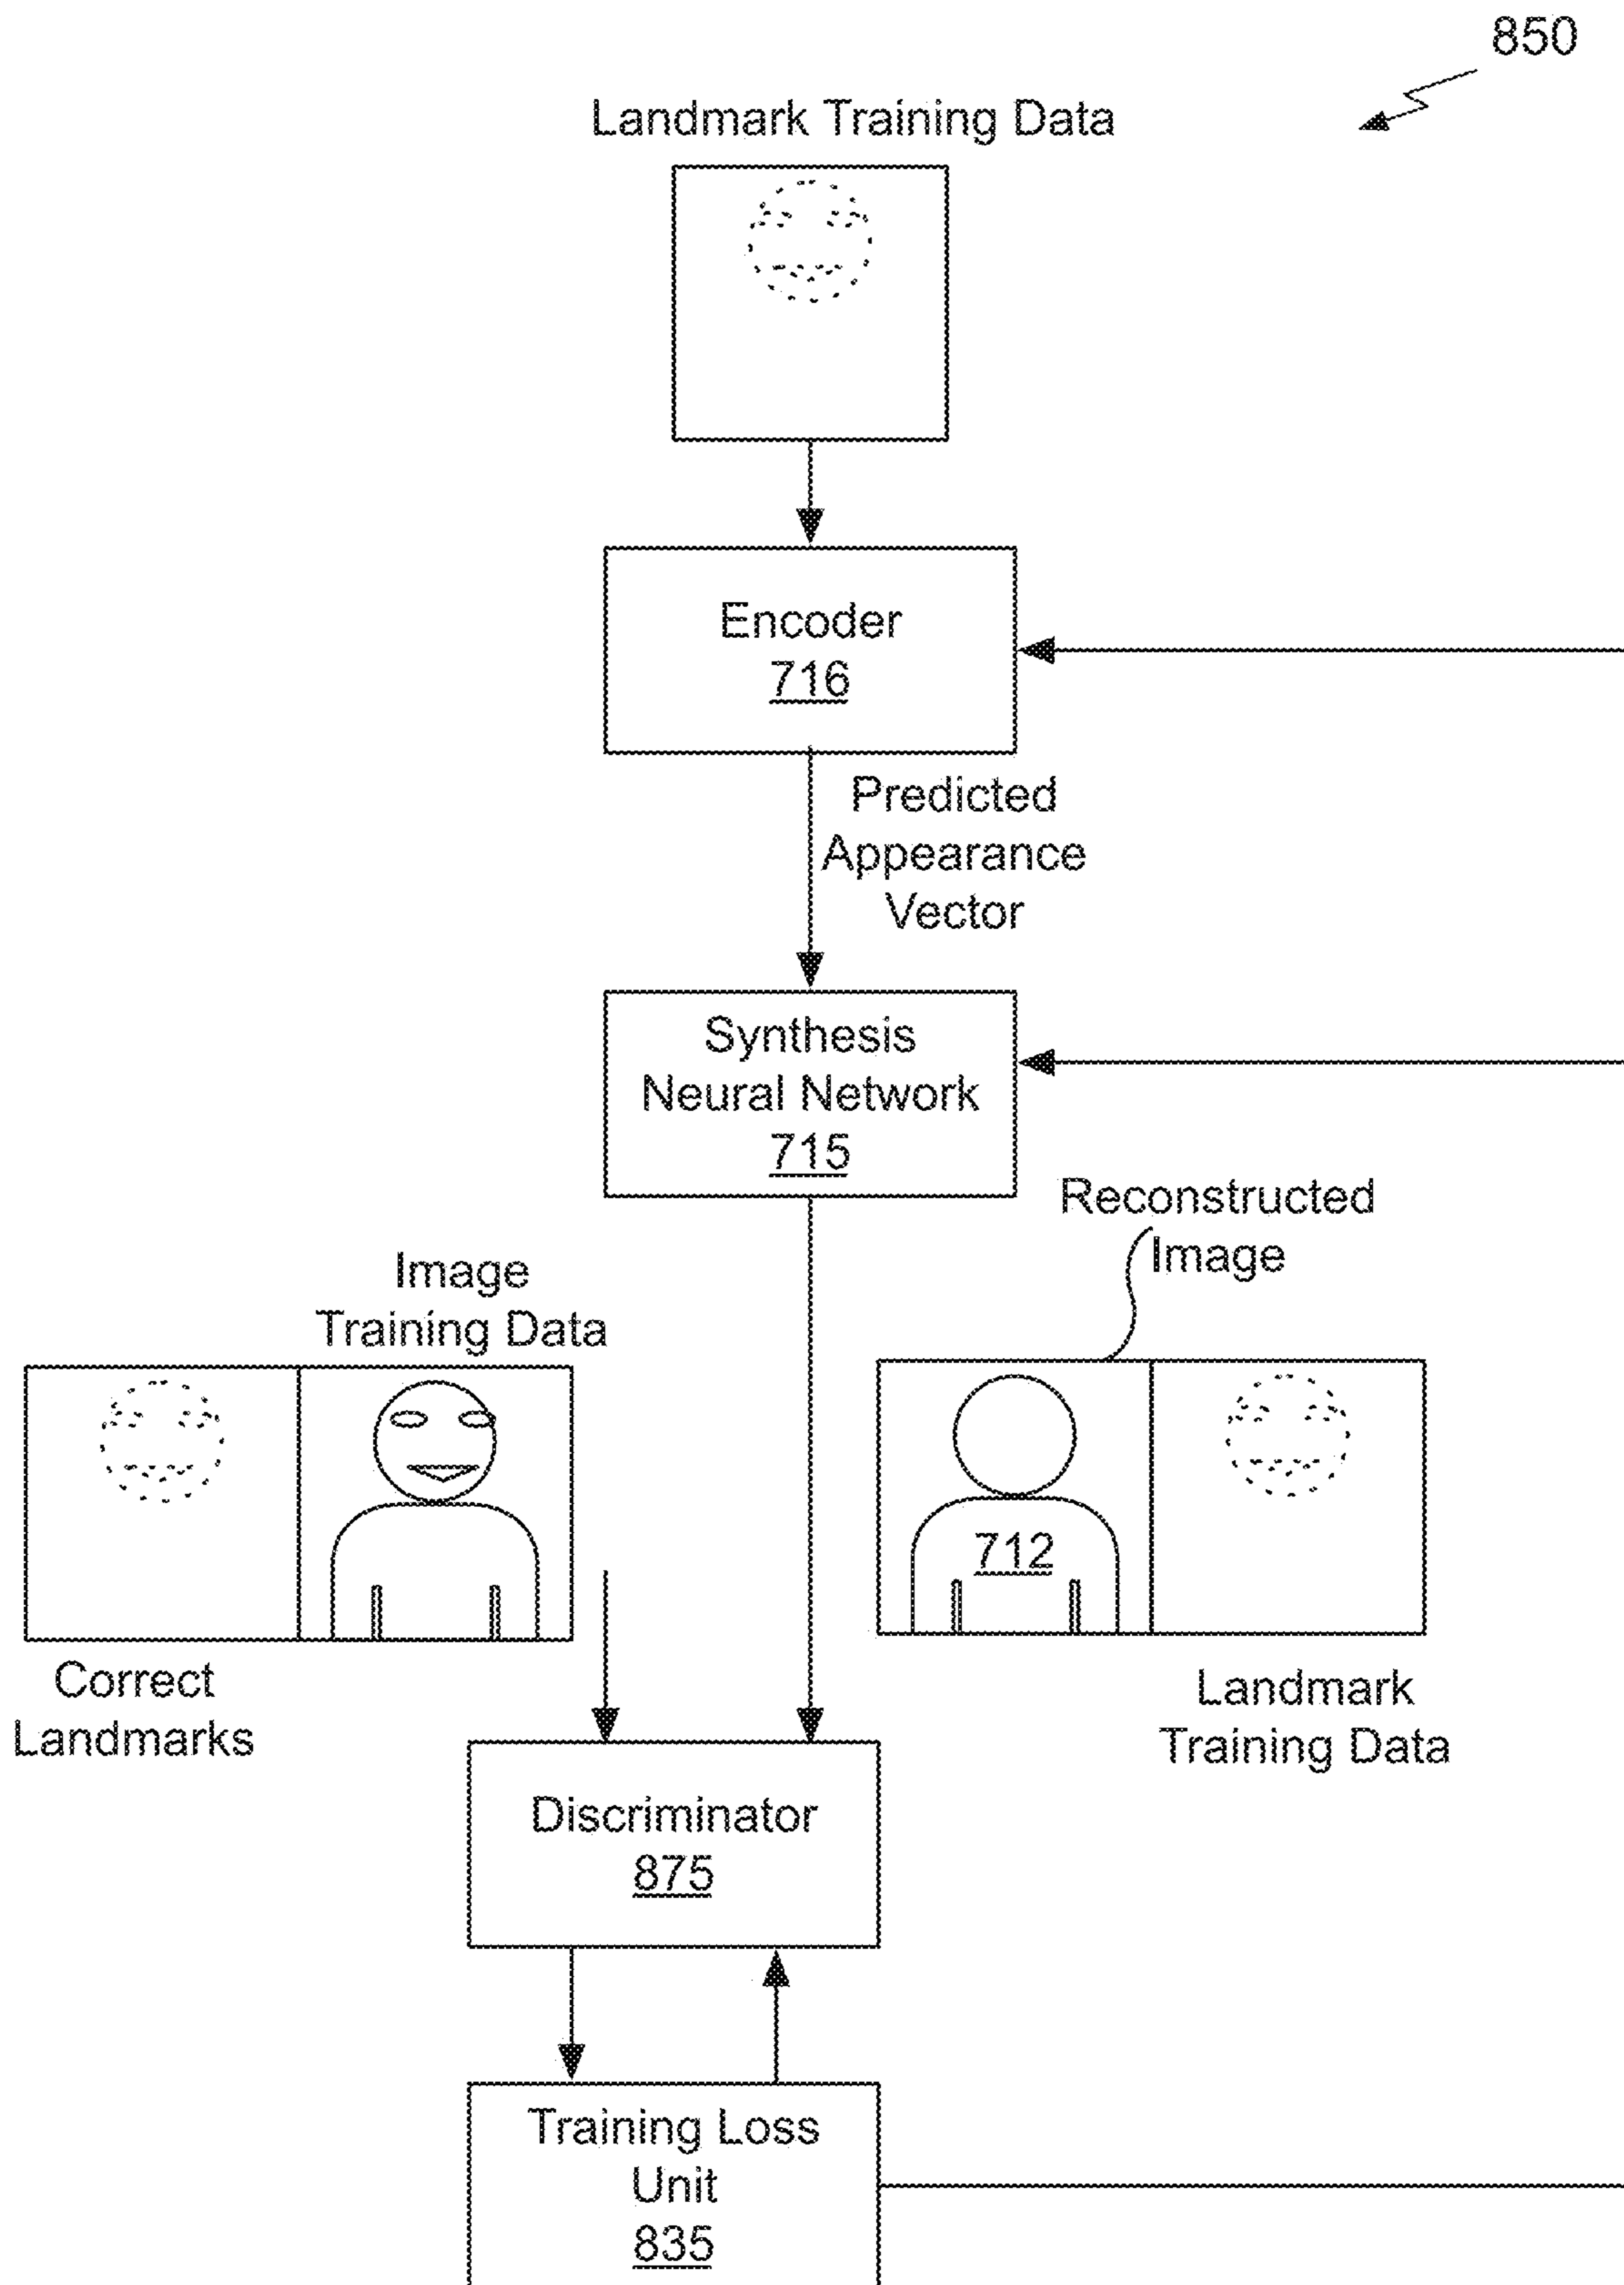 850
Landmark Training Data
Encoder
716
Predicted
Appearance
Vector
Synthesis
Neural Network
715
Reconstructed
Image
Image
Training Data
712
Correct
Landmarks
Landmark
Training Data
Discriminator
875
Training Loss
Unit
835